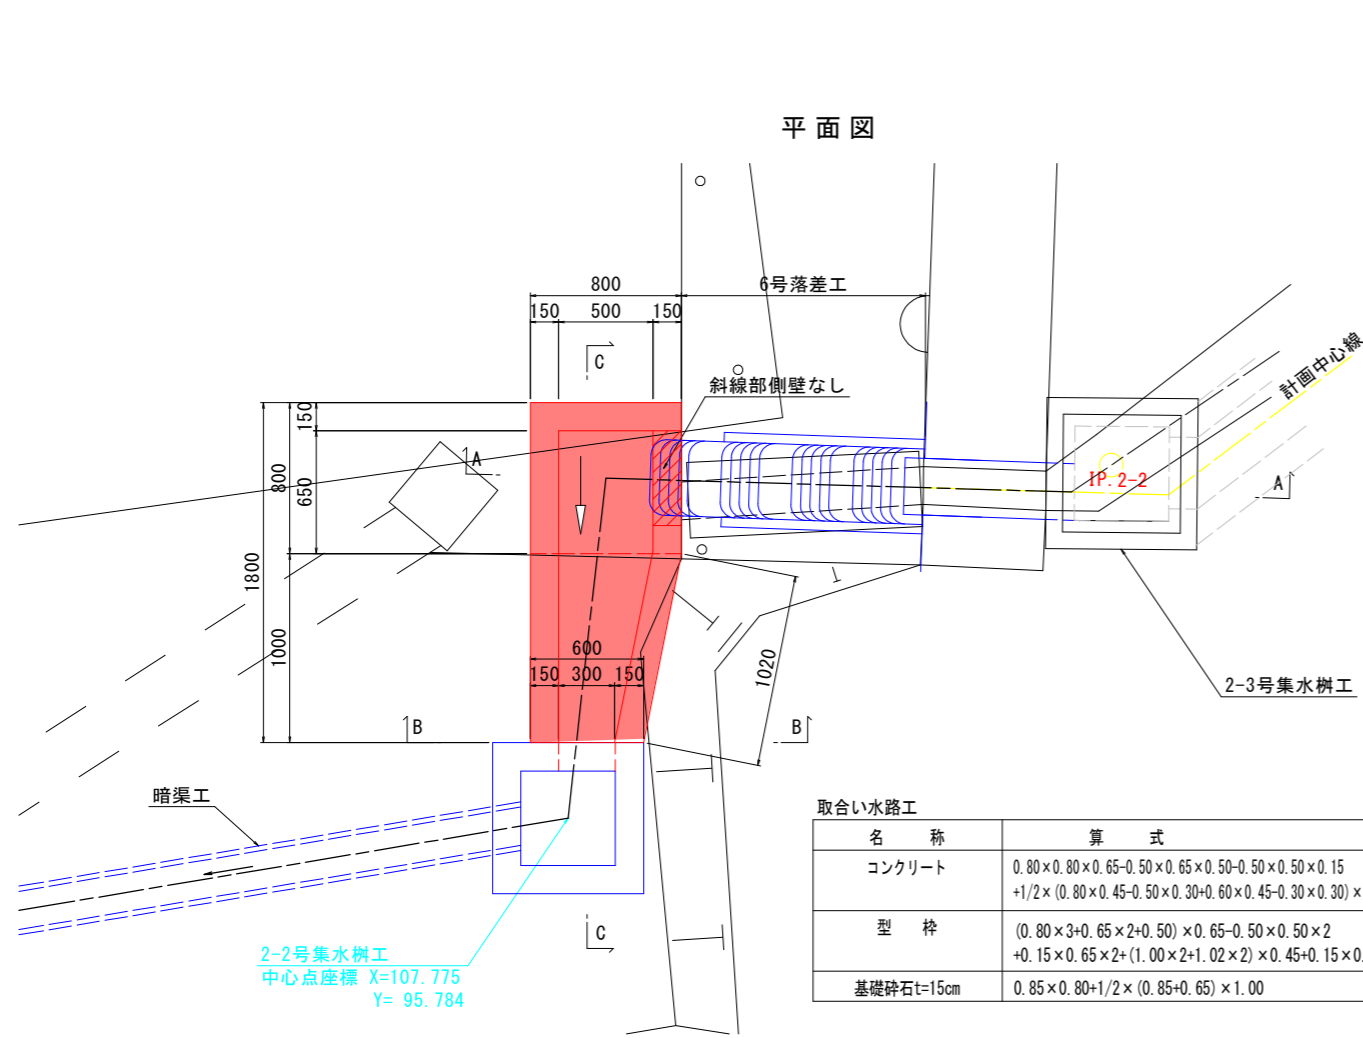 平面図
800
6号落差工
150
500
150
C
斜線部側壁なし
計画中心線
150
A
800
650
IP.2-2
A
1800
1000
600
150
300
150
1020
2-3号集水桝工
B
B
暗渠工
取合い水路工
名 称
算 式
コンクリート
0.80×0.80×0.65-0.50×0.65×0.50-0.50×0.50×0.15
+1/2×(0.80×0.45-0.50×0.30+0.60×0.45-0.30×0.30)×
型 枠
(0.80×3+0.65×2+0.50)×0.65-0.50×0.50×2
+0.15×0.65×2+(1.00×2+1.02×2)×0.45+0.15×0.
基礎砕石t=15cm
0.85×0.80+1/2×(0.85+0.65)×1.00
C
2-2号集水桝工
中心点座標 X=107.775
Y= 95.784